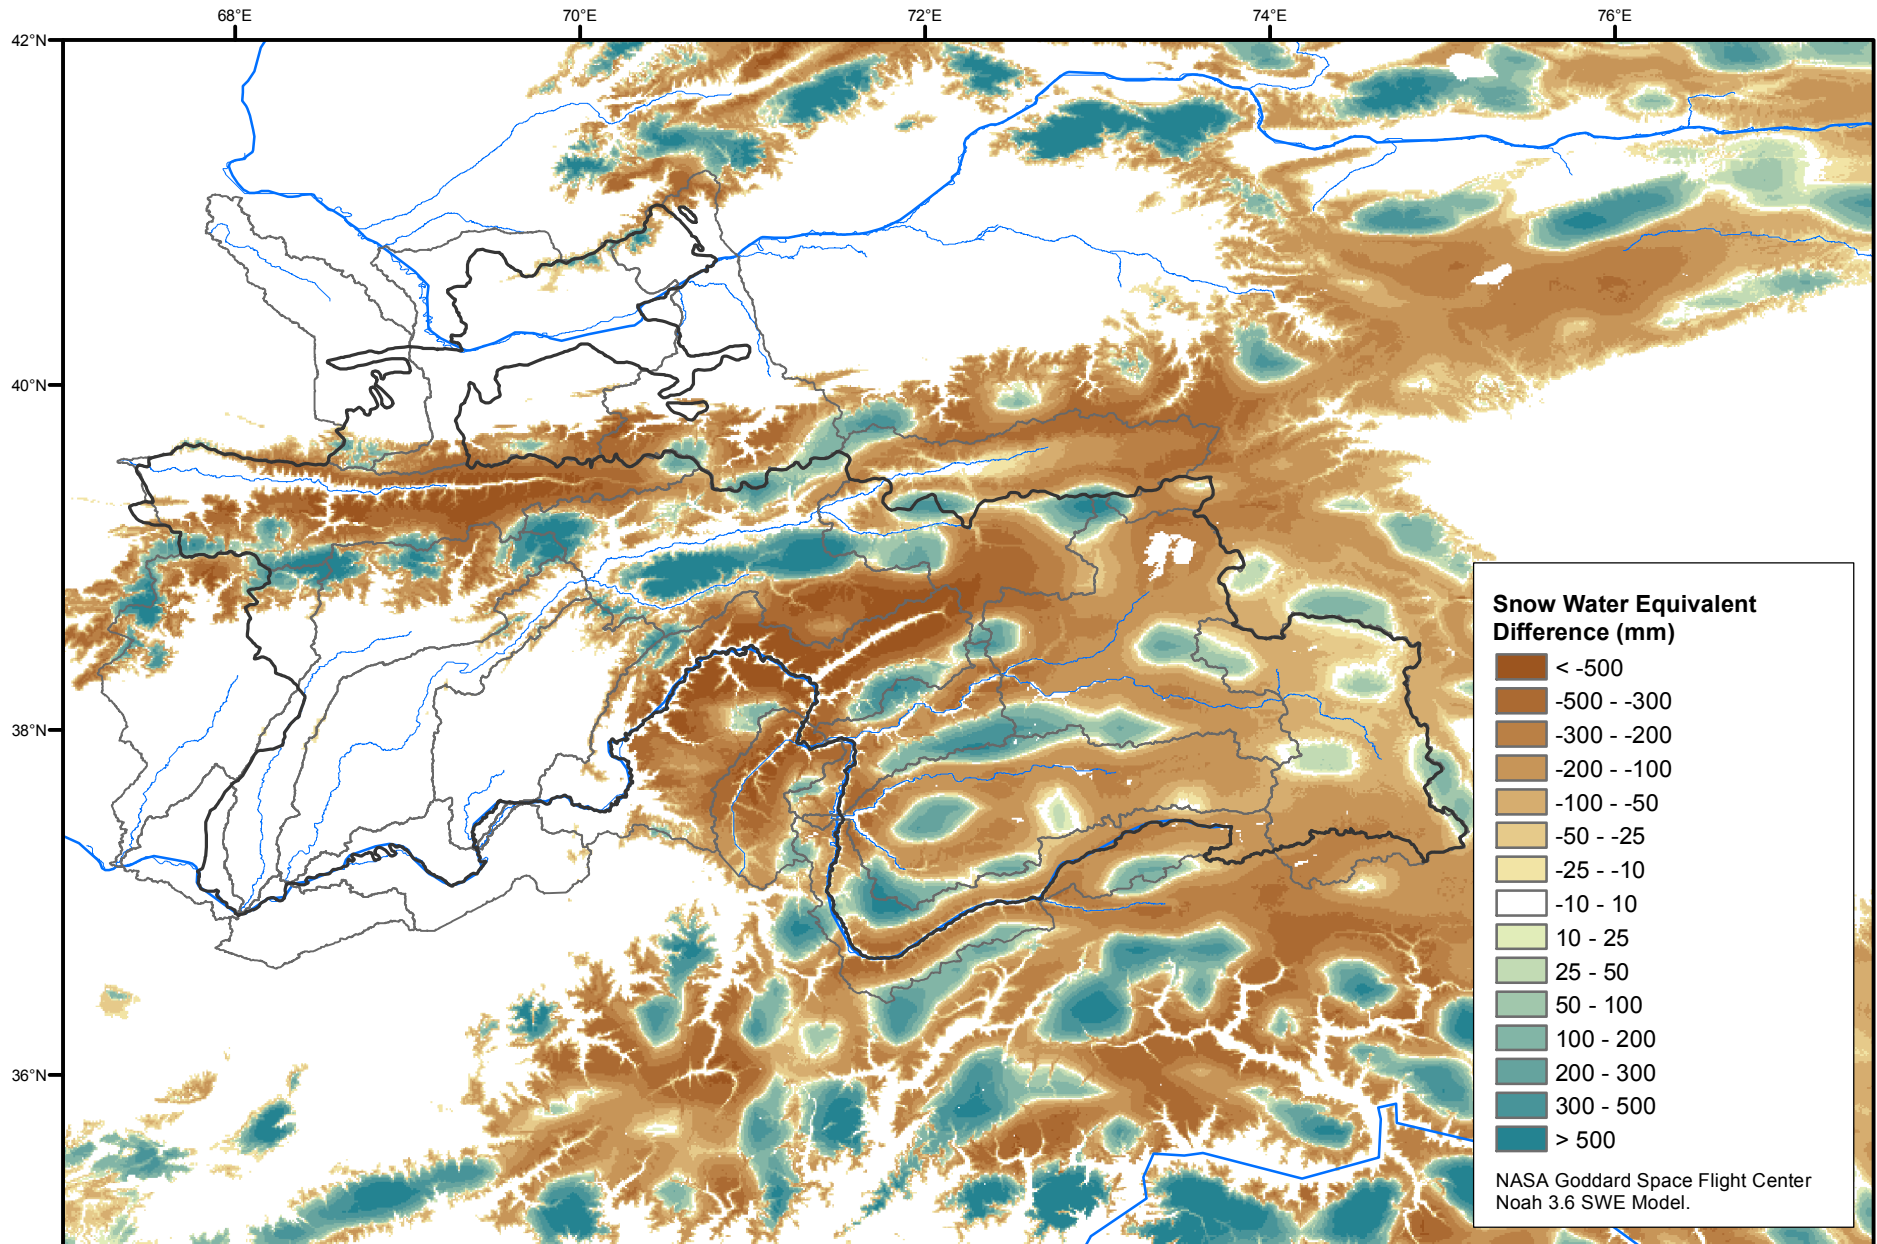 68°E
70°E
72°E
74°E
76°E
42°N
40°N
38°N
36°N
Snow Water Equivalent
Difference (mm)
< -500
-500 - -300
-300 - -200
-200 - -100
-100 - -50
-50 - -25
-25 - -10
-10 - 10
10 - 25
25 - 50
50 - 100
100 - 200
200 - 300
300 - 500
> 500
NASA Goddard Space Flight Center
Noah 3.6 SWE Model.